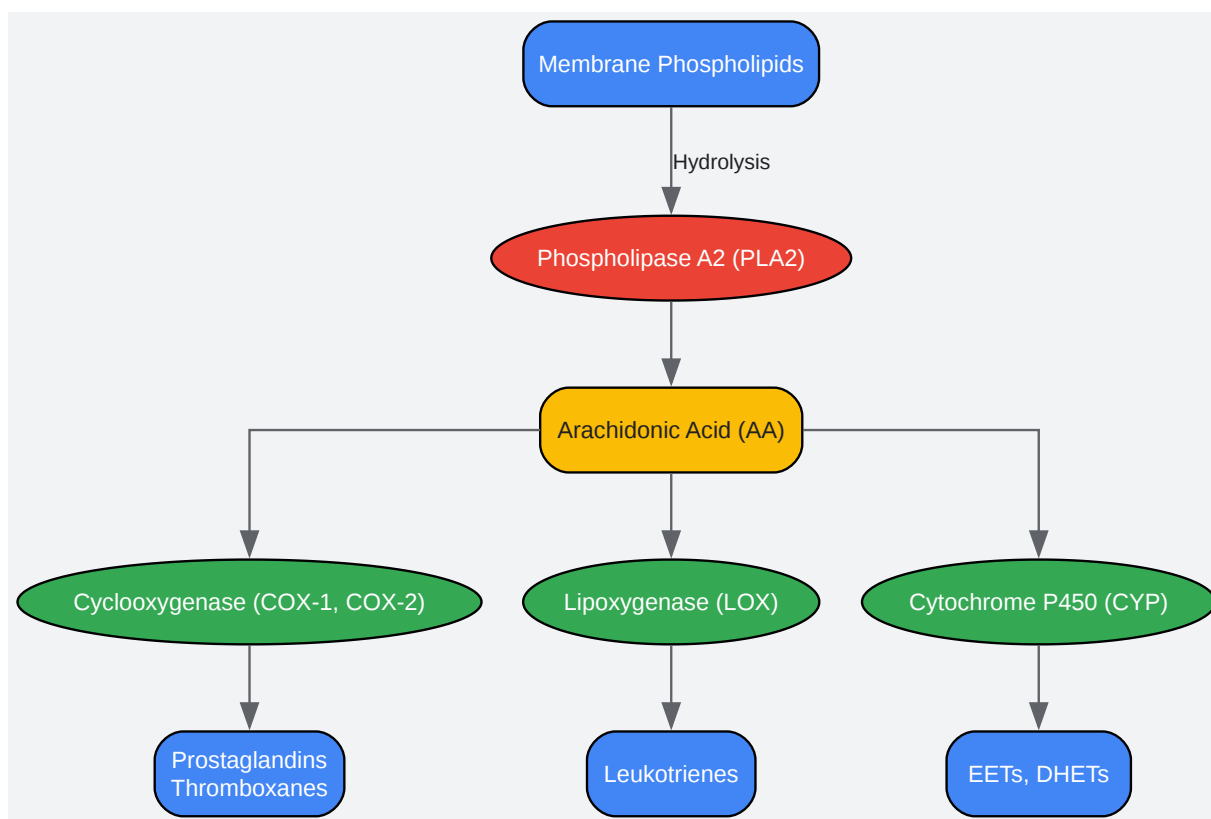 Membrane Phospholipids
Hydrolysis
Phospholipase A2 (PLA2)
Arachidonic Acid (AA)
Cyclooxygenase (COX-1, COX-2)
Lipoxygenase (LOX)
Cytochrome P450 (CYP)
Prostaglandins
Thromboxanes
Leukotrienes
EETs, DHETs